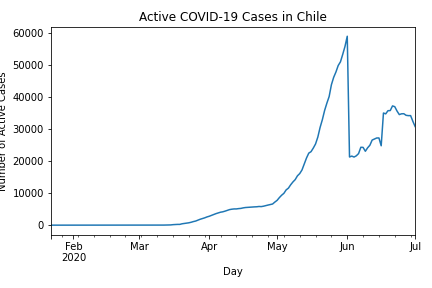 Active COVID-19 Cases in Chile
Number of Active Cases
60000
50000
40000
30000
20000
10000
0
Feb Mar Apr May Jun Jul
2020
Day